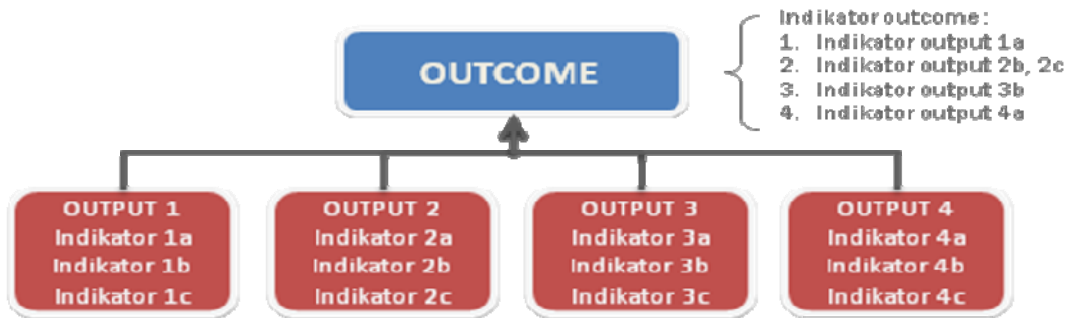 Indikator outcome:
1. Indikator output 1a
2. Indikator output 2b, 2c
3. Indikator output 3b
4. Indikator output 4a
OUTCOME
OUTPUT 1
Indikator 1a
Indikator 1b
Indikator 1c
OUTPUT 2
Indikator 2a
Indikator 2b
Indikator 2c
OUTPUT 3
Indikator 3a
Indikator 3b
Indikator 3c
OUTPUT 4
Indikator 4a
Indikator 4b
Indikator 4c